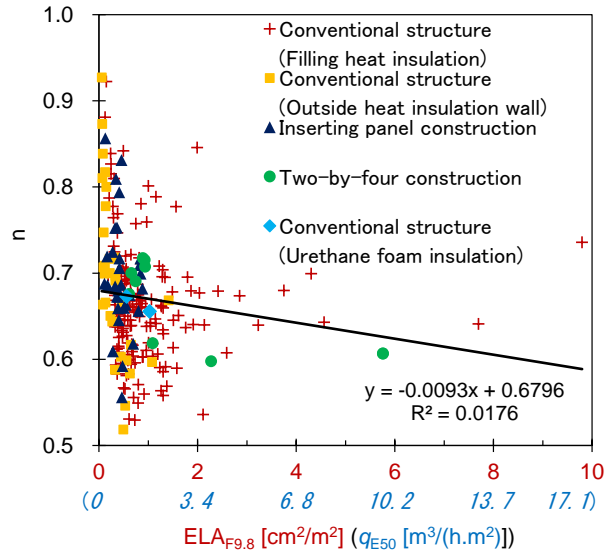 1.0
0.9
0.8
0.7
0.6
0.5
n
Conventional structure
(Filling heat insulation)
Conventional structure
(Outside heat insulation wall)
Inserting panel construction
Two-by-four construction
Conventional structure
(Urethane foam insulation)
y = -0.0093x + 0.6796
R² = 0.0176
0 2 4 6 8 10
(0 3.4 6.8 10.2 13.7 17.1)
ELA_F9.8 [cm²/m²] (q_E50 [m³/(h.m²])